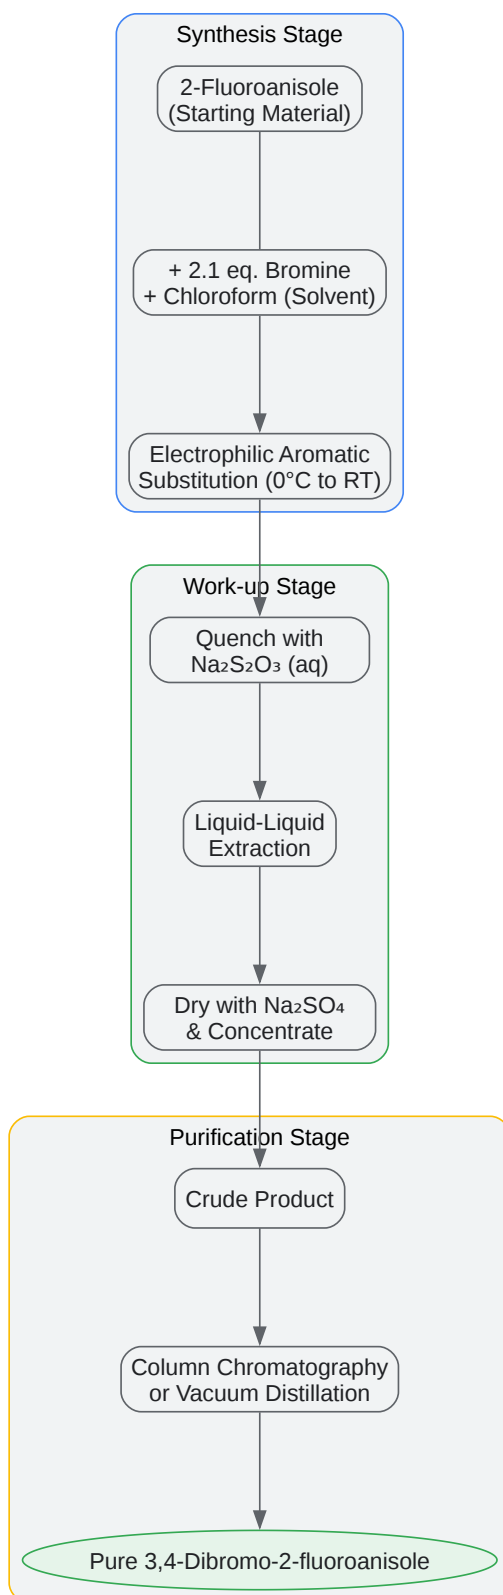 Synthesis Stage
2-Fluoroanisole
(Starting Material)
+ 2.1 eq. Bromine
+ Chloroform (Solvent)
Electrophilic Aromatic
Substitution (0°C to RT)
Work-up Stage
Quench with
Na₂S₂O₃ (aq)
Liquid-Liquid
Extraction
Dry with Na₂SO₄
& Concentrate
Purification Stage
Crude Product
Column Chromatography
or Vacuum Distillation
Pure 3,4-Dibromo-2-fluoroanisole